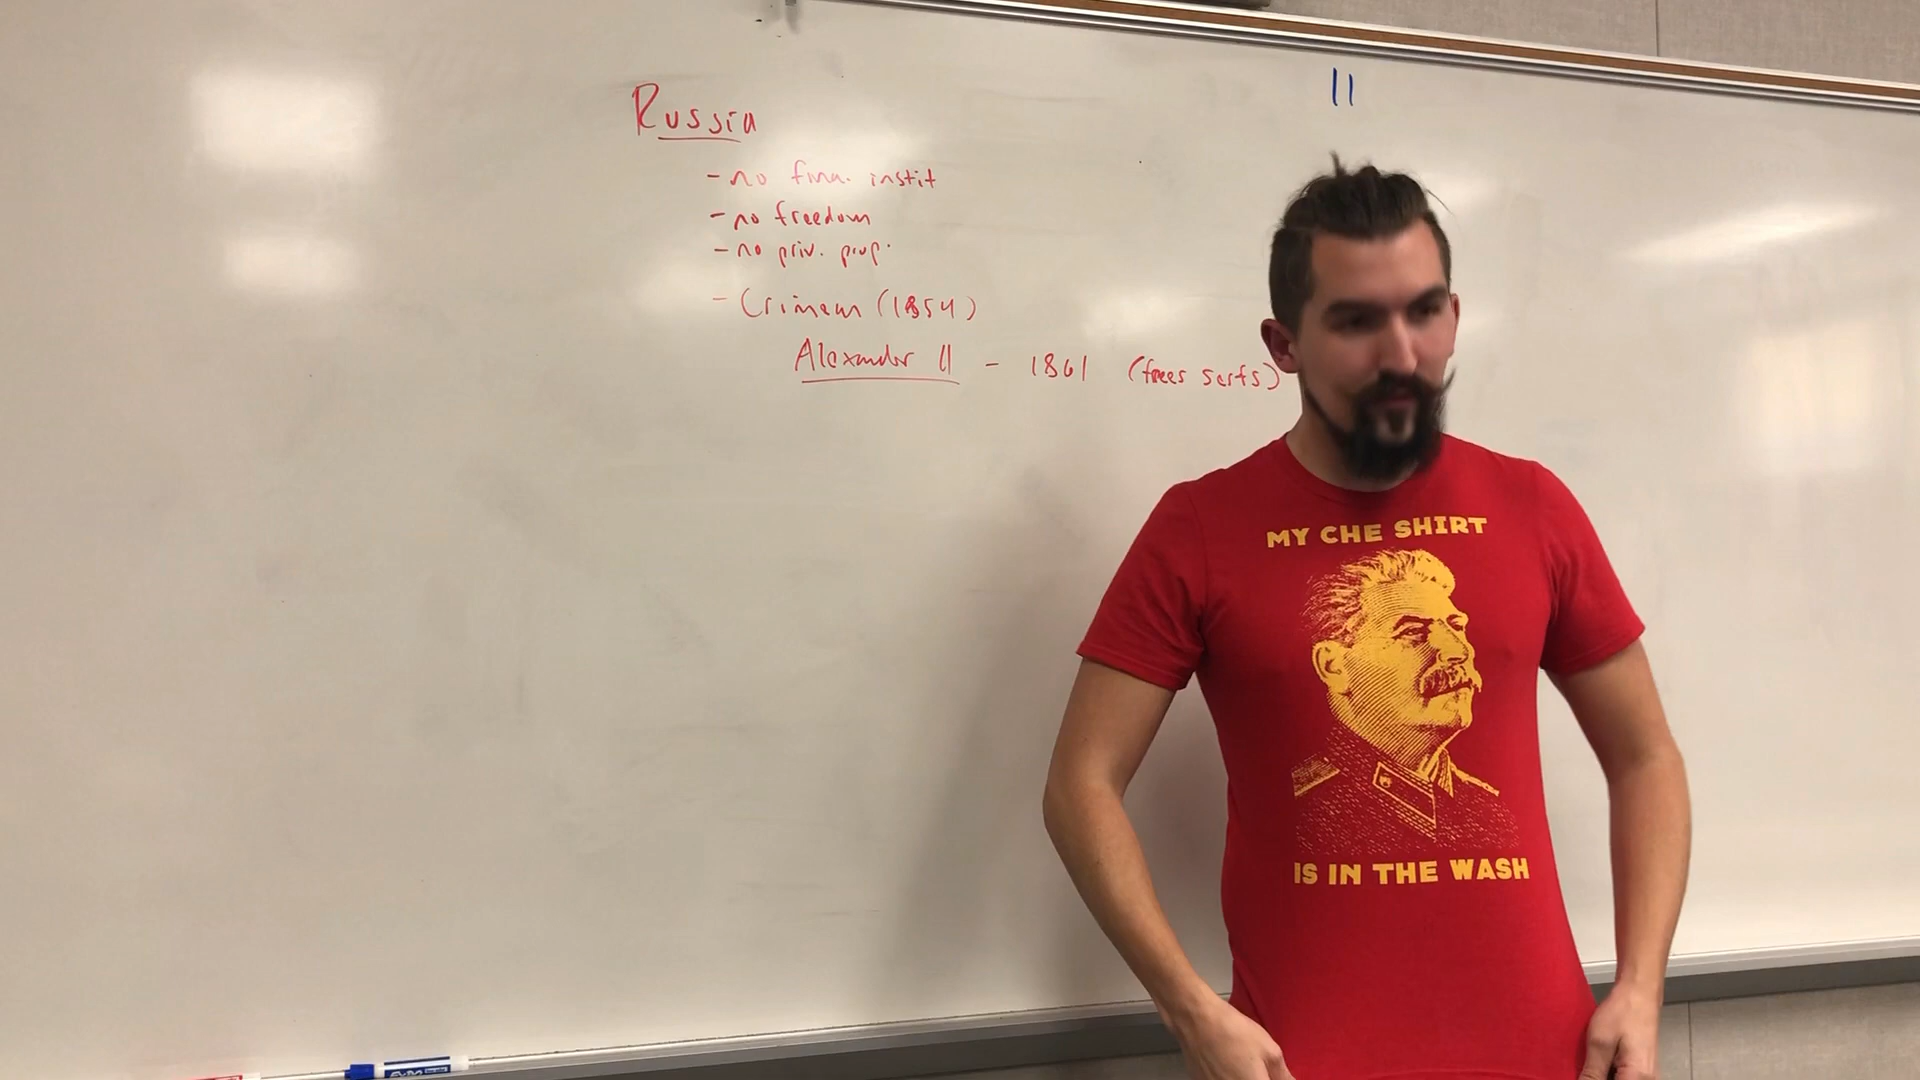 Russia
11
- no fina. instit
- no freedom
- no priv. prop.
- Crimean (1854)
Alexander II - 1861 (frees serfs)
MY CHE SHIRT
IS IN THE WASH